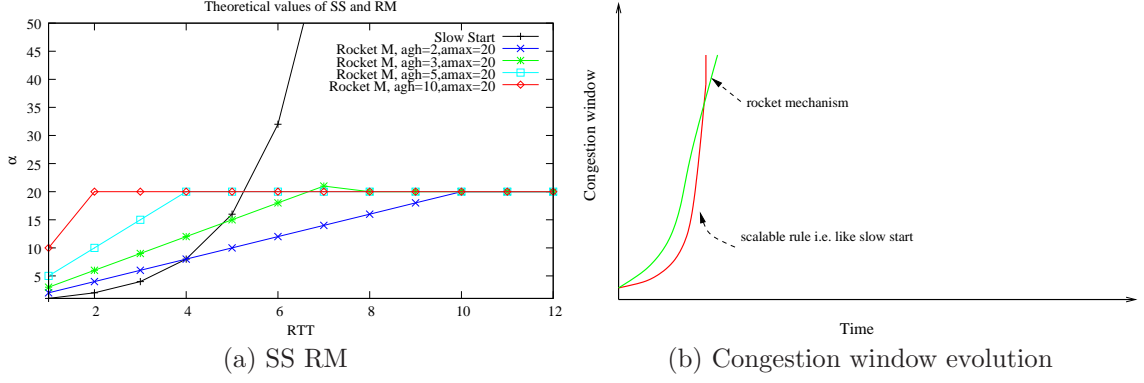 Theoretical values of SS and RM
50
45
40
35
30
25
20
15
10
5
α
Slow Start
Rocket M, agh=2,amax=20
Rocket M, agh=3,amax=20
Rocket M, agh=5,amax=20
Rocket M, agh=10,amax=20
2 4 6 8 10 12
RTT
(a) SS RM
Congestion window
rocket mechanism
scalable rule i.e. like slow start
Time
(b) Congestion window evolution